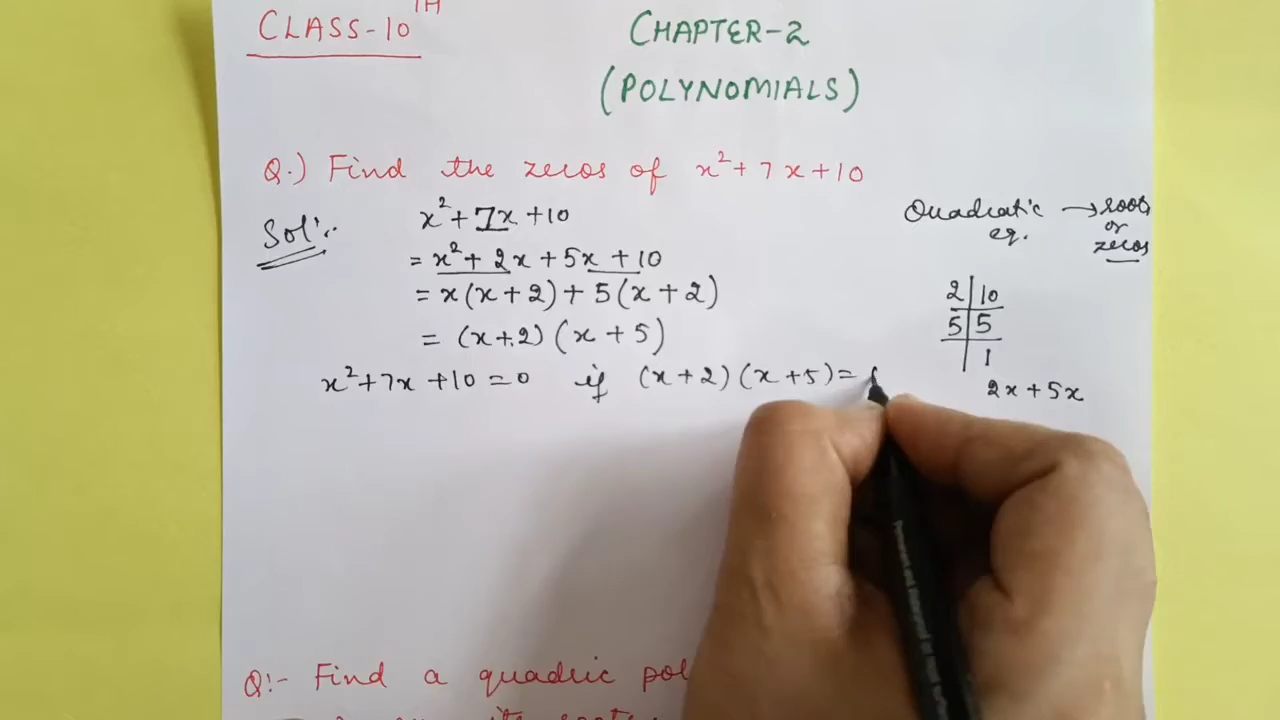 CLASS-10TH
CHAPTER-2
(POLYNOMIALS)
Q.) Find the zeros of x²+7x+10
Sol':.
x²+7x+10
= x²+2x+5x+10
= x(x+2)+5(x+2)
= (x+2)(x+5)
x²+7x+10=0 if (x+2)(x+5)=
Quadratic → roots
eq. or
zeros
2|10
5|5
|1
2x+5x
Q:- Find a quadric pol
its